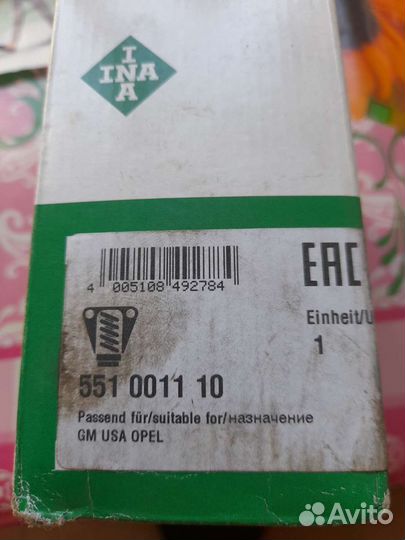 I
INA
A
4 005108 492784
EAC
Einheit/U
1
551 0011 10
Passend für/suitable for/назначение
GM USA OPEL
Avito